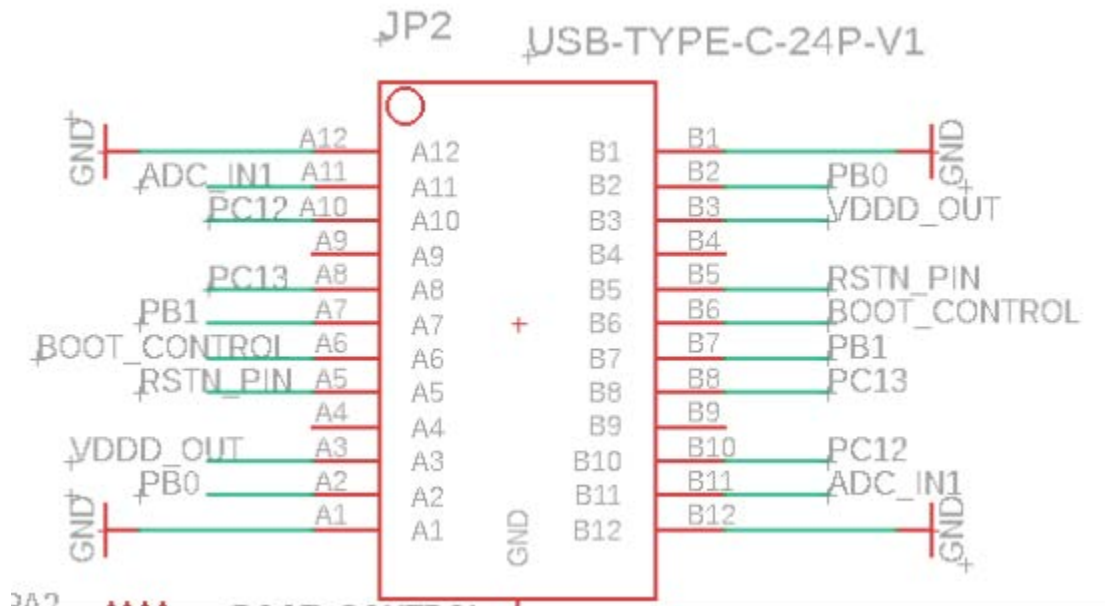 JP2 USB-TYPE-C-24P-V1
GND A12 A12 B1 B1 GND
ADC_IN1 A11 A11 B2 B2 PB0
PC12 A10 A10 B3 B3 VDDD_OUT
A9 A9 B4 B4
PC13 A8 A8 B5 B5 RSTN_PIN
PB1 A7 A7 B6 B6 BOOT_CONTROL
BOOT_CONTROL A6 A6 B7 B7 PB1
RSTN_PIN A5 A5 B8 B8 PC13
A4 A4 B9 B9
VDDD_OUT A3 A3 B10 B10 PC12
PB0 A2 A2 B11 B11 ADC_IN1
GND A1 A1 GND B12 B12 GND